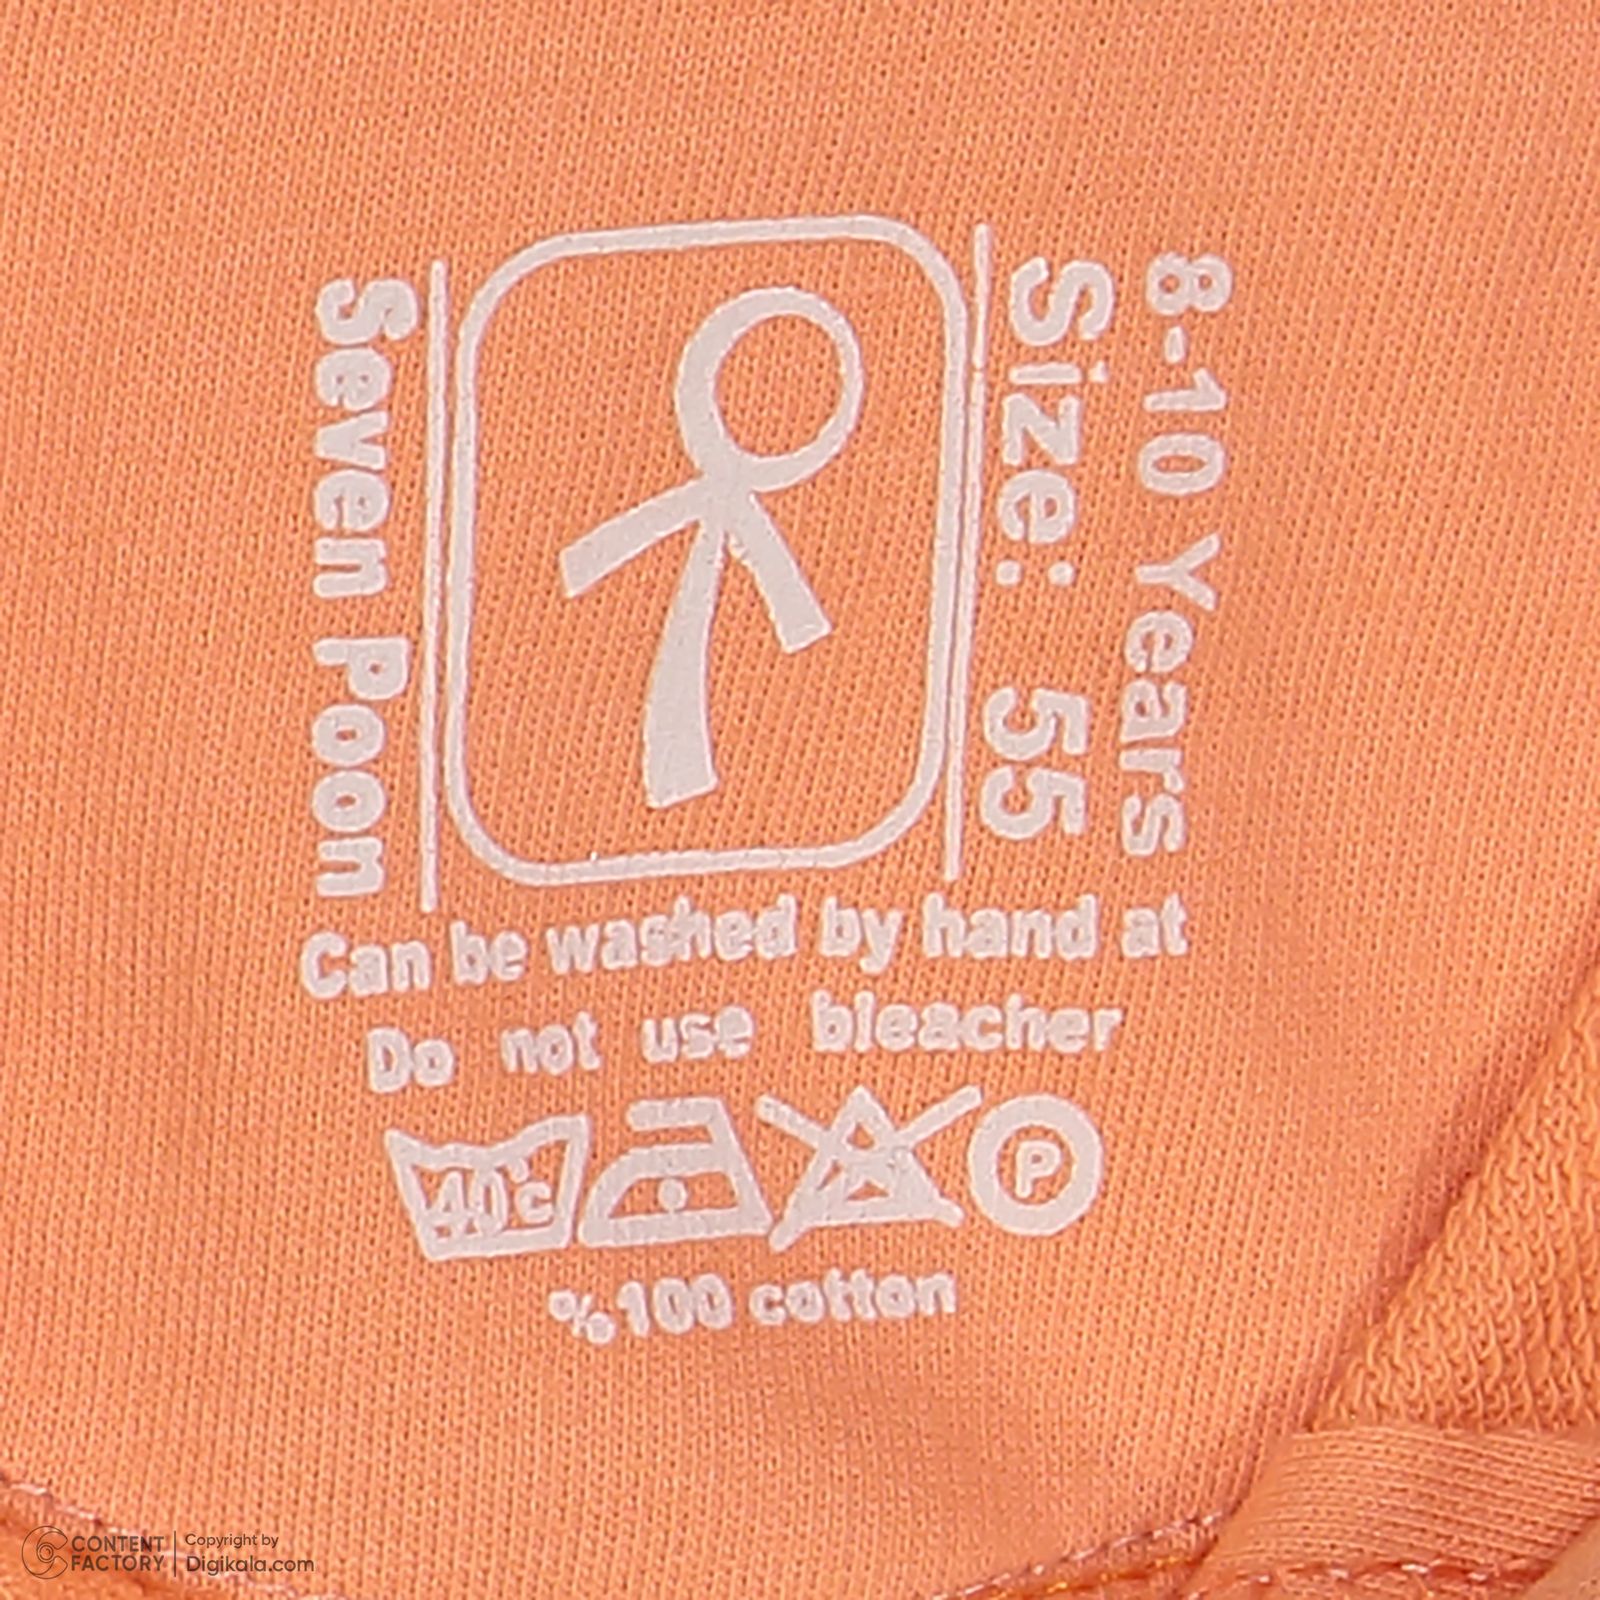 8-10 Years
Size: 55
Seven Poon
Can be washed by hand at
Do not use bleacher
40°c
P
%100 cotton
CONTENT FACTORY
Copyright by
Digikala.com